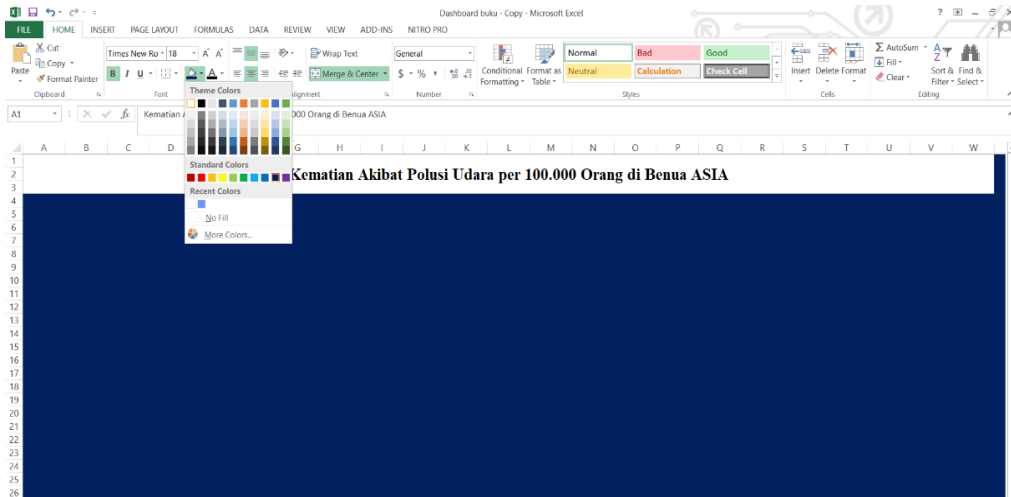 Dashboard buku - Copy - Microsoft Excel
FILE HOME INSERT PAGE LAYOUT FORMULAS DATA REVIEW VIEW ADD-INS NITRO PRO
Paste
Cut
Copy
Format Painter
Clipboard
Times New Ro 18
B I U
Font
Wrap Text
Merge & Center
lignment
General
$ % ,
Number
Conditional Formatting
Format as Table
Normal Bad Good
Neutral Calculation Check Cell
Styles
Insert Delete Format
Cells
AutoSum
Fill
Clear
Sort & Filter
Find & Select
Editing
A1
fx
Kematian
.000 Orang di Benua ASIA
Theme Colors
Standard Colors
Recent Colors
No Fill
More Colors...
A B C D G H I J K L M N O P Q R S T U V W
Kematian Akibat Polusi Udara per 100.000 Orang di Benua ASIA
1
2
3
4
5
6
7
8
9
10
11
12
13
14
15
16
17
18
19
20
21
22
23
24
25
26